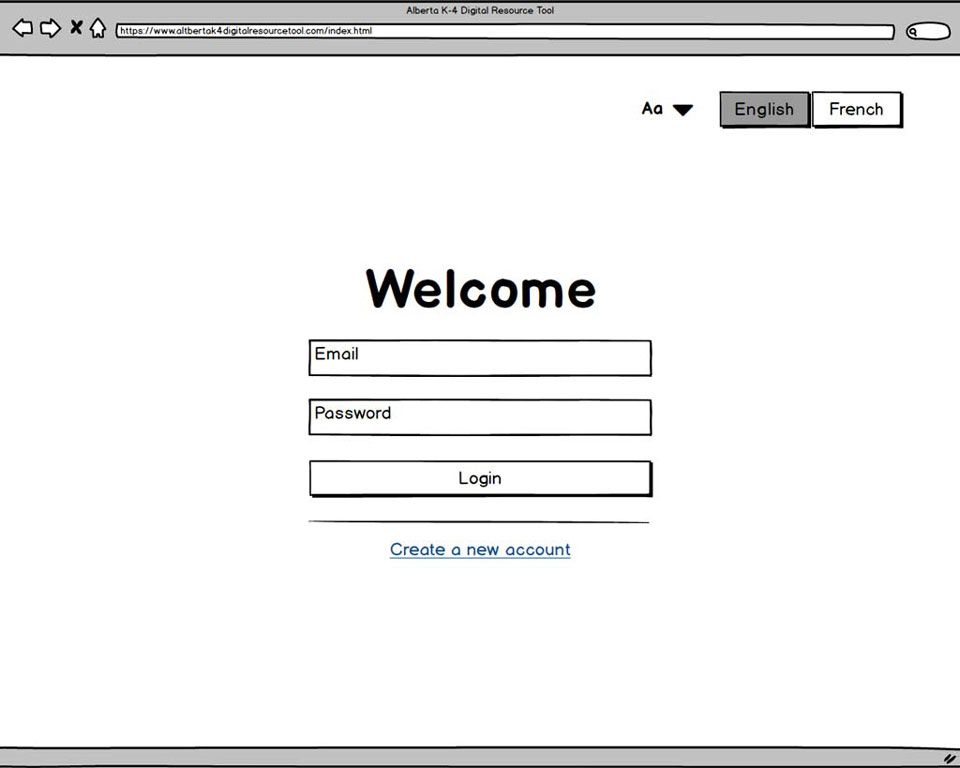 Alberta K-4 Digital Resource Tool
https://www.altbertak4digitalresourcetool.com/index.html
Aa English French
Welcome
Email
Password
Login
Create a new account